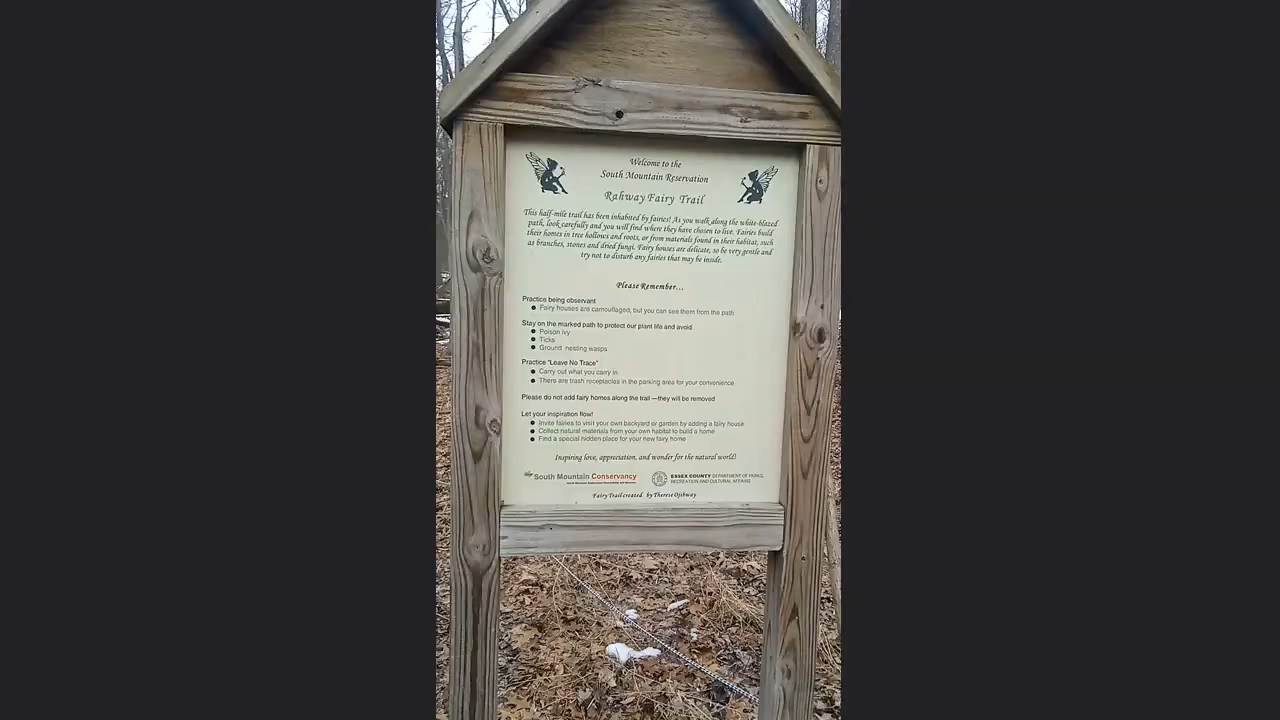 Welcome to the
South Mountain Reservation
Rahway Fairy Trail
This half-mile trail has been inhabited by fairies! As you walk along the white-blazed
path, look carefully and you will find where they have chosen to live. Fairies build
their homes in tree hollows and roots, or from materials found in their habitat, such
as branches, stones and dried fungi. Fairy houses are delicate, so be very gentle and
try not to disturb any fairies that may be inside.
Please Remember...
Practice being observant
● Fairy houses are camouflaged, but you can see them from the path
Stay on the marked path to protect our plant life and avoid
● Poison ivy
● Ticks
● Ground nesting wasps
Practice "Leave No Trace"
● Carry out what you carry in
● There are trash receptacles in the parking area for your convenience
Please do not add fairy homes along the trail —they will be removed
Let your inspiration flow!
● Invite fairies to visit your own backyard or garden by adding a fairy house
● Collect natural materials from your own habitat to build a home
● Find a special hidden place for your new fairy home
Inspiring love, appreciation, and wonder for the natural world!
South Mountain Conservancy
ESSEX COUNTY DEPARTMENT OF PARKS,
RECREATION AND CULTURAL AFFAIRS
Fairy Trail created by Therese Ojibway